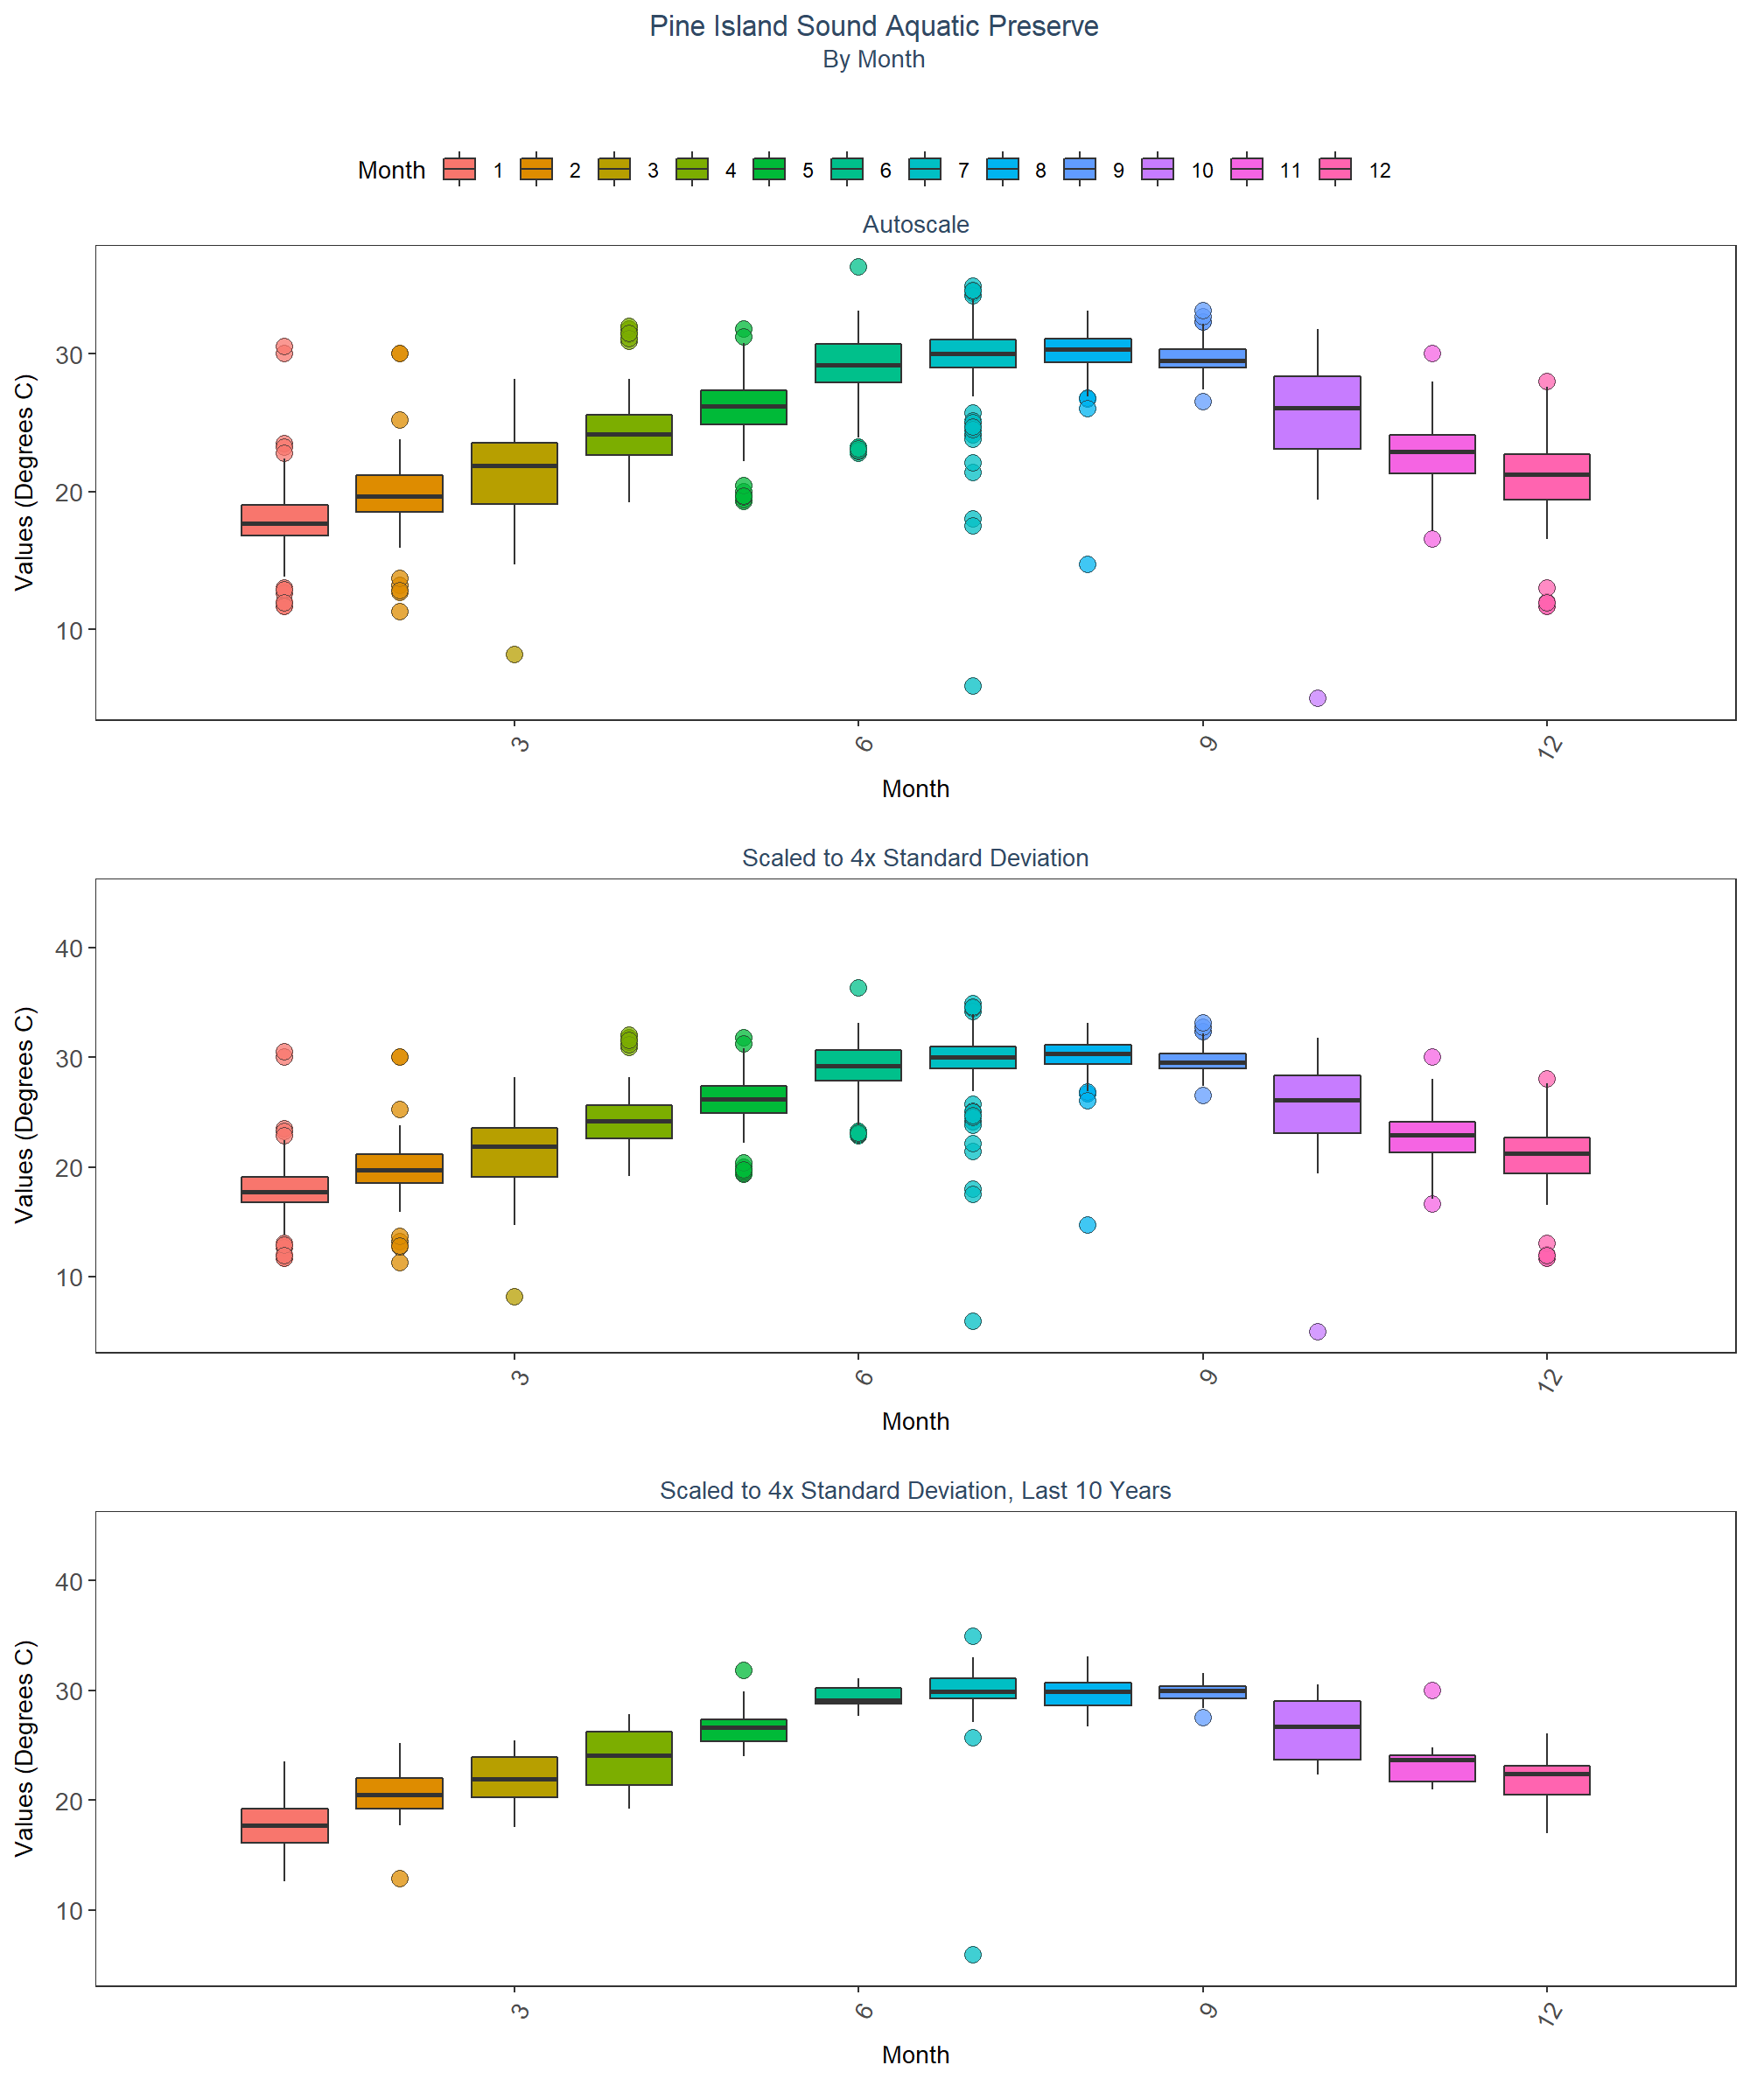 Pine Island Sound Aquatic Preserve
By Month
Month 1 2 3 4 5 6 7 8 9 10 11 12
Autoscale
Values (Degrees C)
30
20
10
3 6 9 12
Month
Scaled to 4x Standard Deviation
Values (Degrees C)
40
30
20
10
3 6 9 12
Month
Scaled to 4x Standard Deviation, Last 10 Years
Values (Degrees C)
40
30
20
10
3 6 9 12
Month